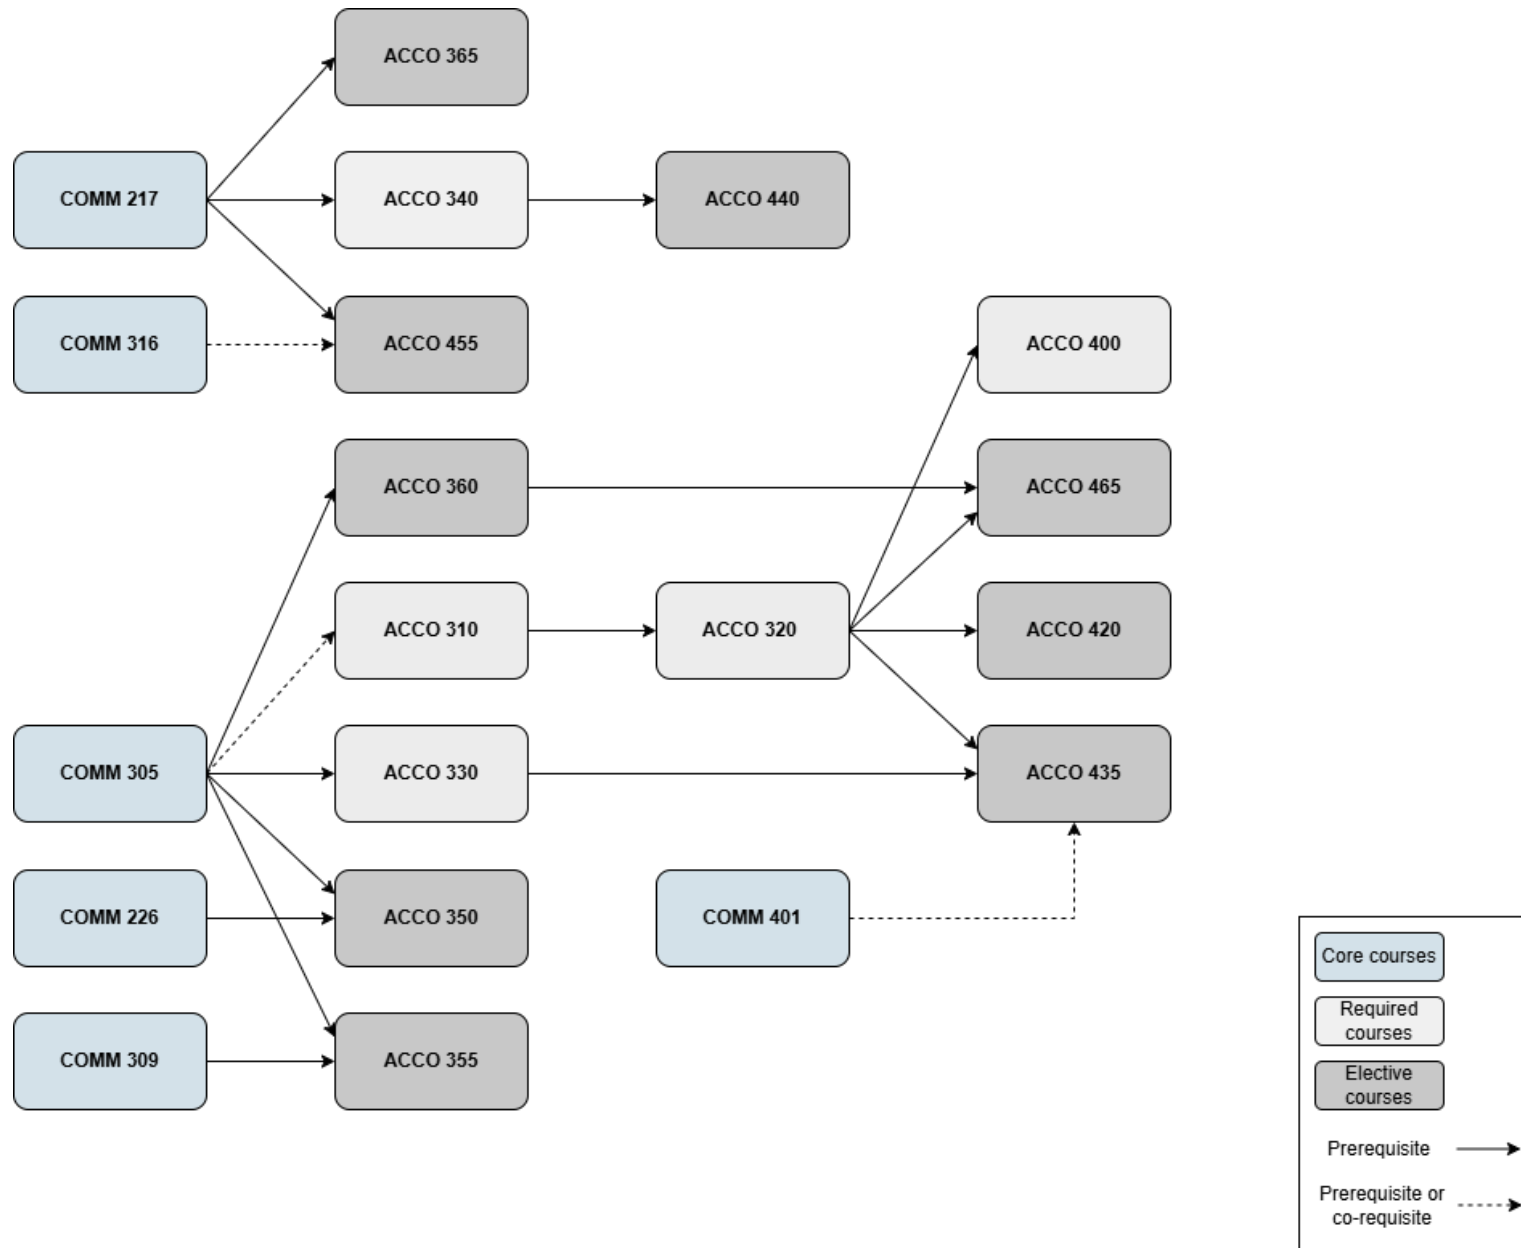 ACCO 365
COMM 217
ACCO 340
ACCO 440
COMM 316
ACCO 455
ACCO 400
ACCO 360
ACCO 465
ACCO 310
ACCO 320
ACCO 420
COMM 305
ACCO 330
ACCO 435
COMM 226
ACCO 350
COMM 401
COMM 309
ACCO 355
Core courses
Required
courses
Elective
courses
Prerequisite
Prerequisite or
co-requisite